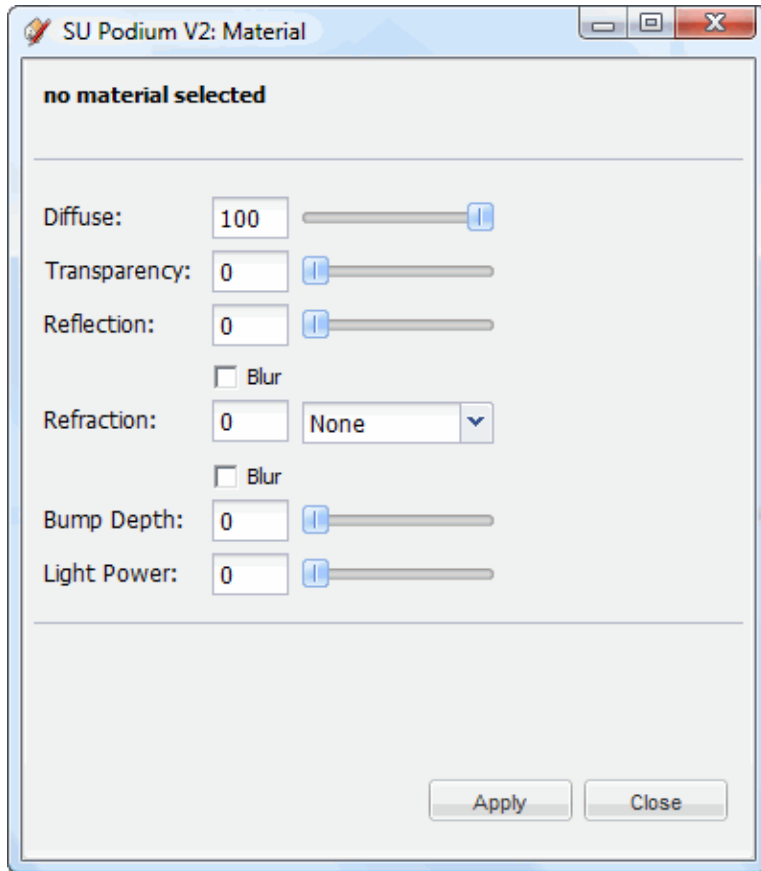 SU Podium V2: Material
no material selected
Diffuse: 100
Transparency: 0
Reflection: 0
Blur
Refraction: 0 None
Blur
Bump Depth: 0
Light Power: 0
Apply Close